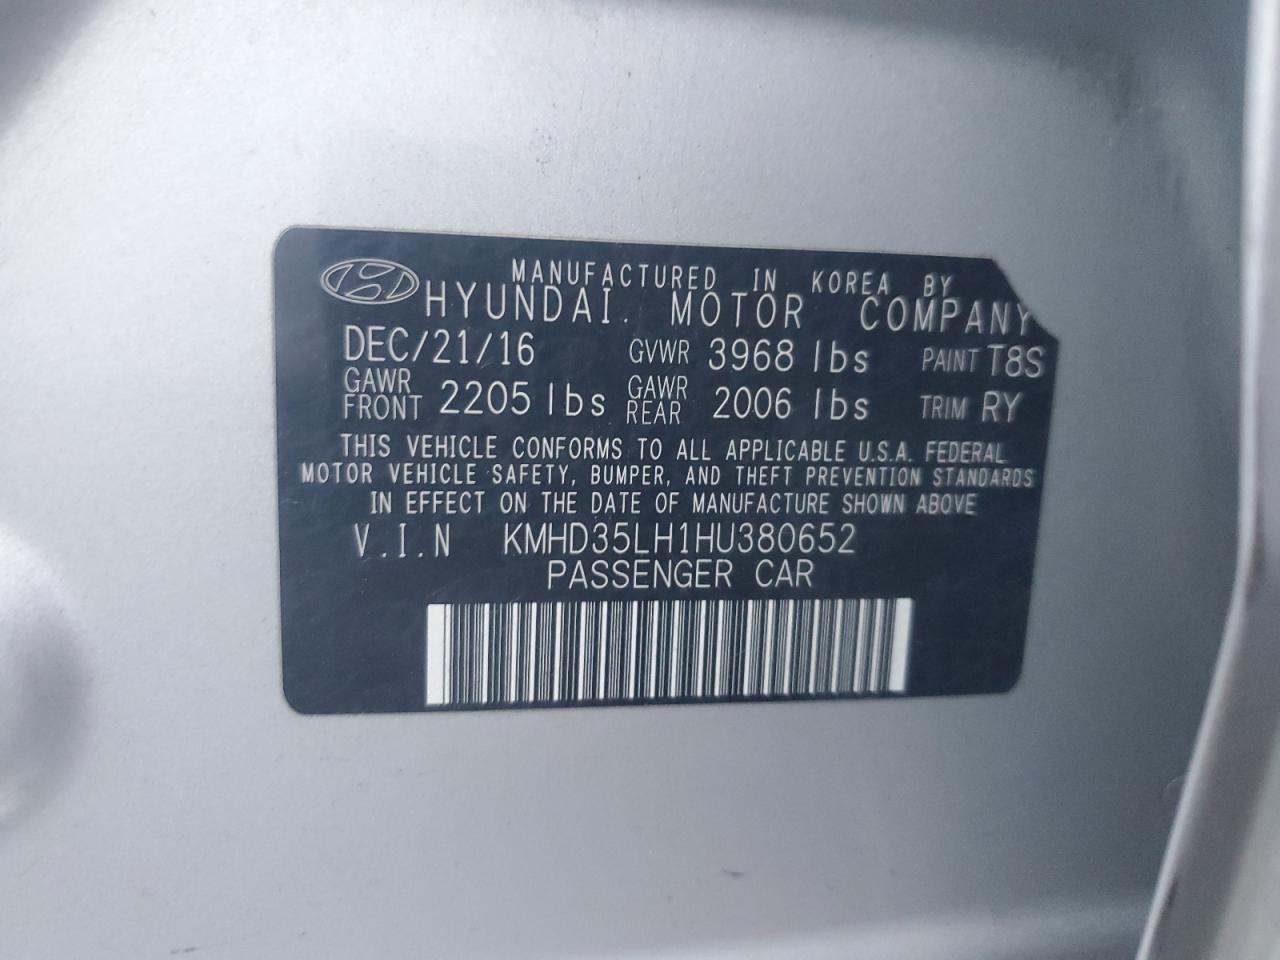 MANUFACTURED IN KOREA BY
HYUNDAI. MOTOR COMPANY
DEC/21/16 GVWR 3968 lbs PAINT T8S
GAWR FRONT 2205 lbs GAWR REAR 2006 lbs TRIM RY
THIS VEHICLE CONFORMS TO ALL APPLICABLE U.S.A. FEDERAL
MOTOR VEHICLE SAFETY, BUMPER, AND THEFT PREVENTION STANDARDS
IN EFFECT ON THE DATE OF MANUFACTURE SHOWN ABOVE
V.I.N KMHD35LH1HU380652
PASSENGER CAR